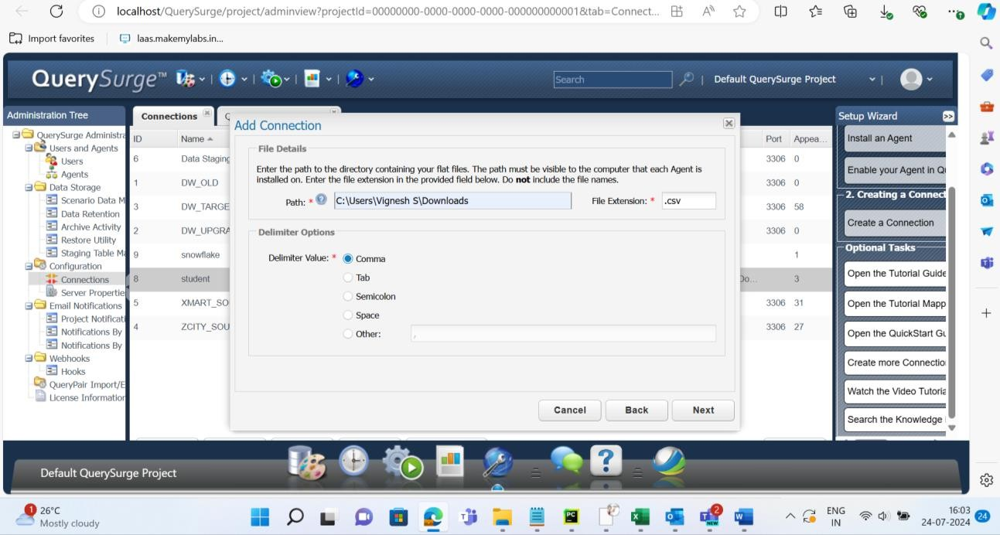 localhost/QuerySurge/project/adminview?projectId=00000000-0000-0000-0000-000000000001&tab=Connect...
Import favorites
laas.makemylabs.in...
QuerySurge™
Search
Default QuerySurge Project
Administration Tree
QuerySurge Administra
Users and Agents
Users
Agents
Data Storage
Scenario Data M
Data Retention
Archive Activity
Restore Utility
Staging Table Ma
Configuration
Connections
Server Propertie
Email Notifications
Project Notificat
Notifications By
Notifications By
Webhooks
Hooks
QueryPair Import/E
License Information
Connections
ID Name Port Appea...
6 Data Staging 3306 0
1 DW_OLD 3306 0
3 DW_TARGE 3306 58
2 DW_UPGRA 3306 0
9 snowflake 1
8 student Do... 3
5 XMART_SO 3306 31
4 ZCITY_SOU 3306 27
Add Connection
File Details
Enter the path to the directory containing your flat files. The path must be visible to the computer that each Agent is
installed on. Enter the file extension in the provided field below. Do not include the file names.
Path: * C:\Users\Vignesh S\Downloads File Extension: * .csv
Delimiter Options
Delimiter Value: * Comma
Tab
Semicolon
Space
Other: ,
Cancel Back Next
Setup Wizard >>
Install an Agent
Enable your Agent in Qu
2. Creating a Connect
Create a Connection
Optional Tasks
Open the Tutorial Guide
Open the Tutorial Mapp
Open the QuickStart Gu
Create more Connectio
Watch the Video Tutoria
Search the Knowledge
Default QuerySurge Project
1
26°C
Mostly cloudy
PC
2
NEW
ENG
IN
16:03
24-07-2024
24